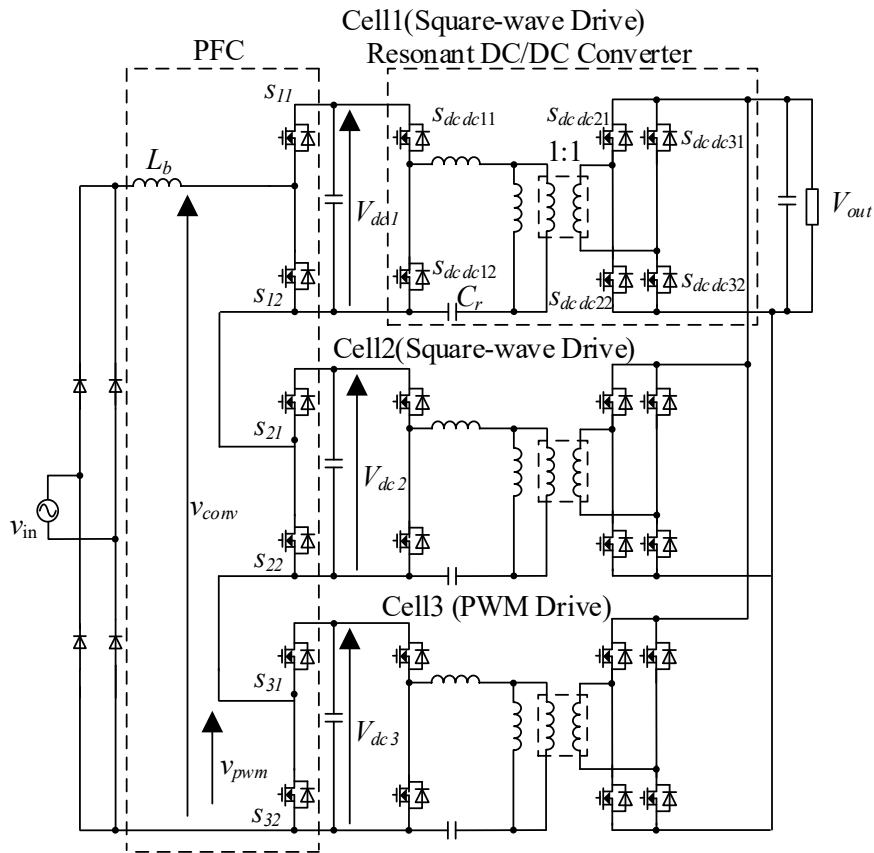 Cell1(Square-wave Drive)
PFC
Resonant DC/DC Converter
s11
sdcdc11
sdcdc21
sdcdc31
1:1
Lb
Vdc1
Vout
sdcdc12
s12
Cr
sdcdc22
sdcdc32
Cell2(Square-wave Drive)
s21
Vdc2
vin
vconv
s22
Cell3 (PWM Drive)
s31
Vdc3
vpwm
s32